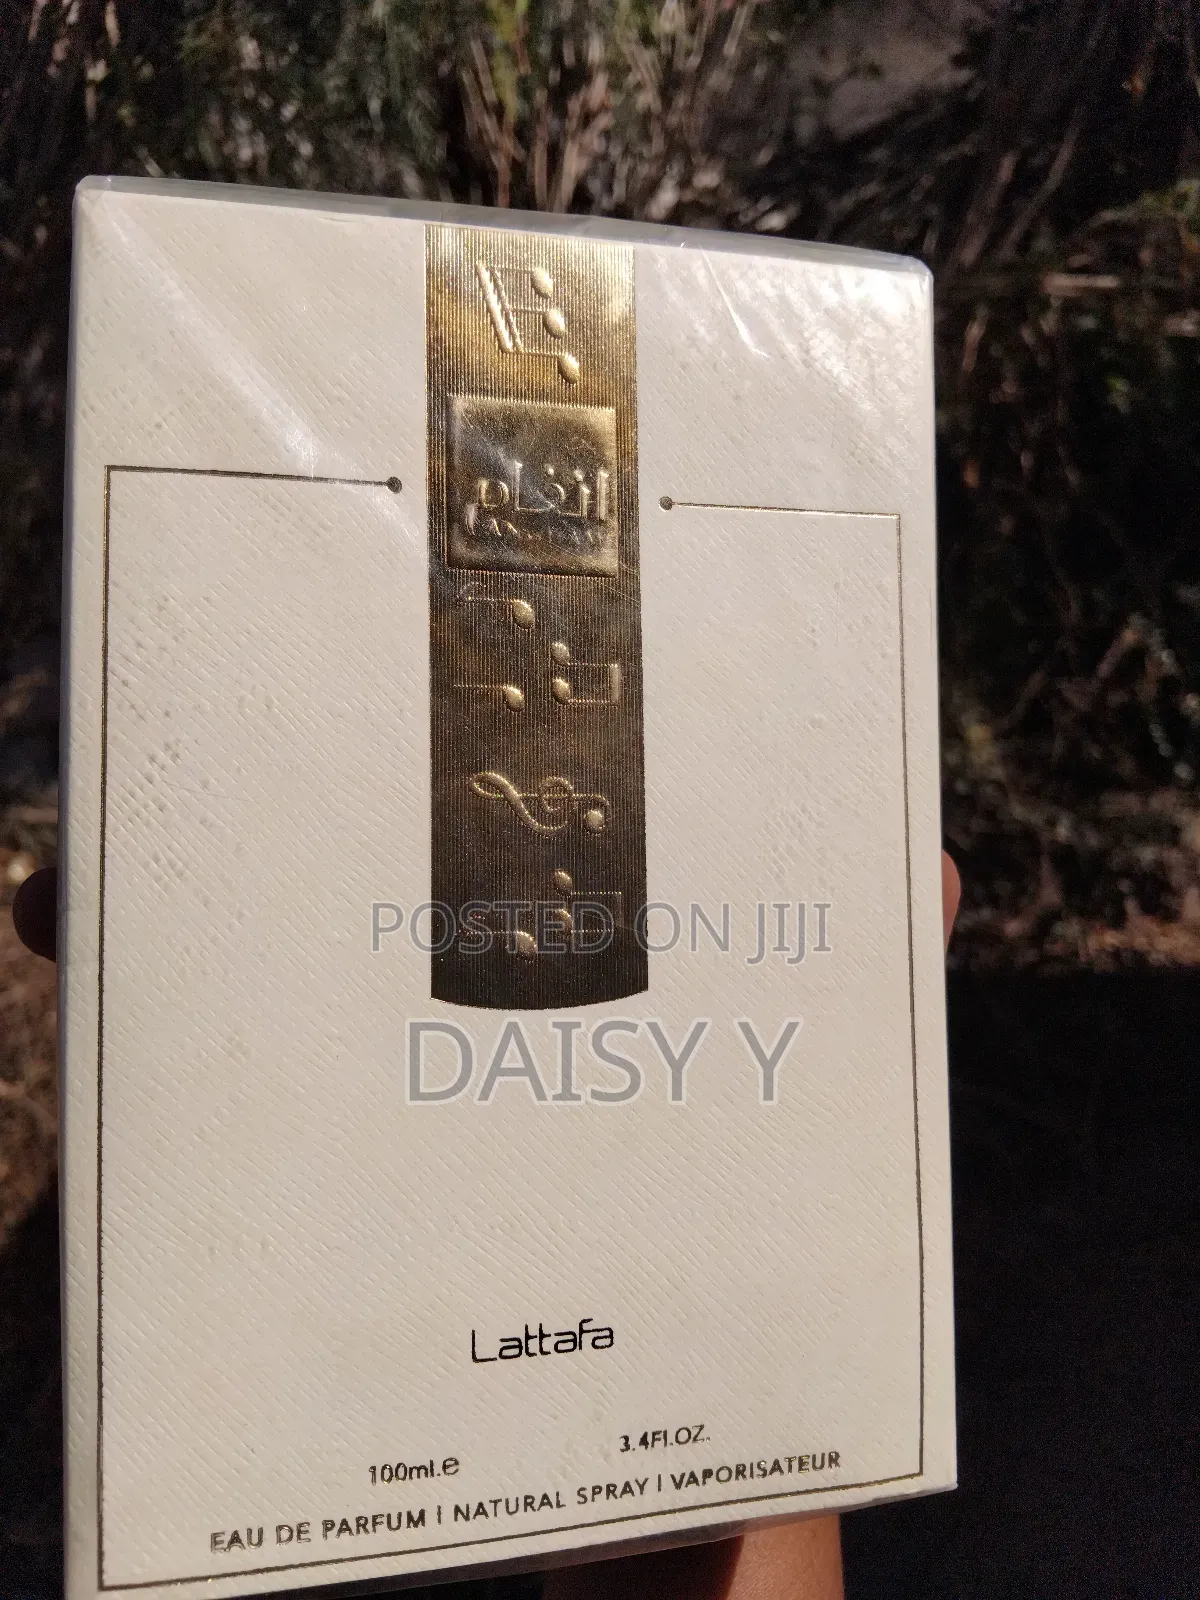 انغام
POSTED ON JIJI
DAISY Y
Lattafa
100ml.e 3.4Fl.OZ.
EAU DE PARFUM | NATURAL SPRAY | VAPORISATEUR